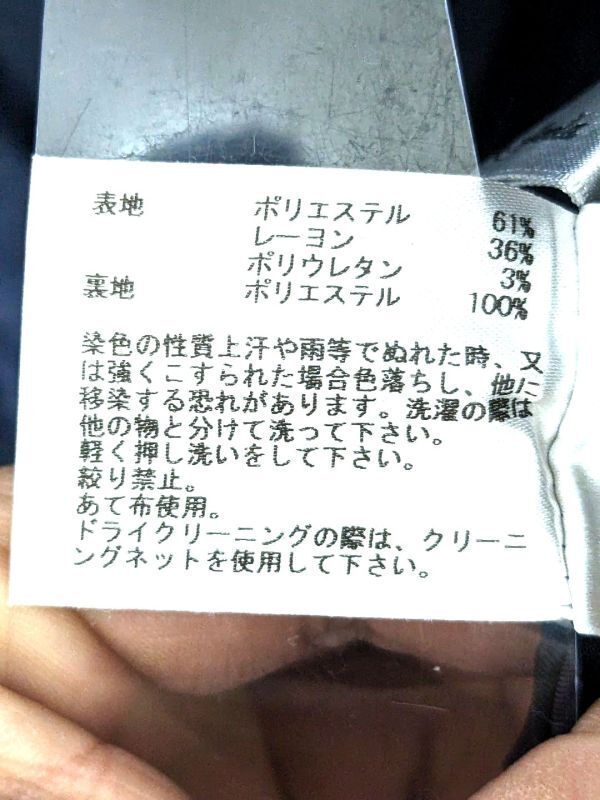 表地 ポリエステル 61%
レーヨン 36%
ポリウレタン 3%
裏地 ポリエステル 100%
染色の性質上汗や雨等でぬれた時、又
は強くこすられた場合色落ちし、他に
移染する恐れがあります。洗濯の際は
他の物と分けて洗って下さい。
軽く押し洗いをして下さい。
絞り禁止。
あて布使用。
ドライクリーニングの際は、クリーニ
ングネットを使用して下さい。